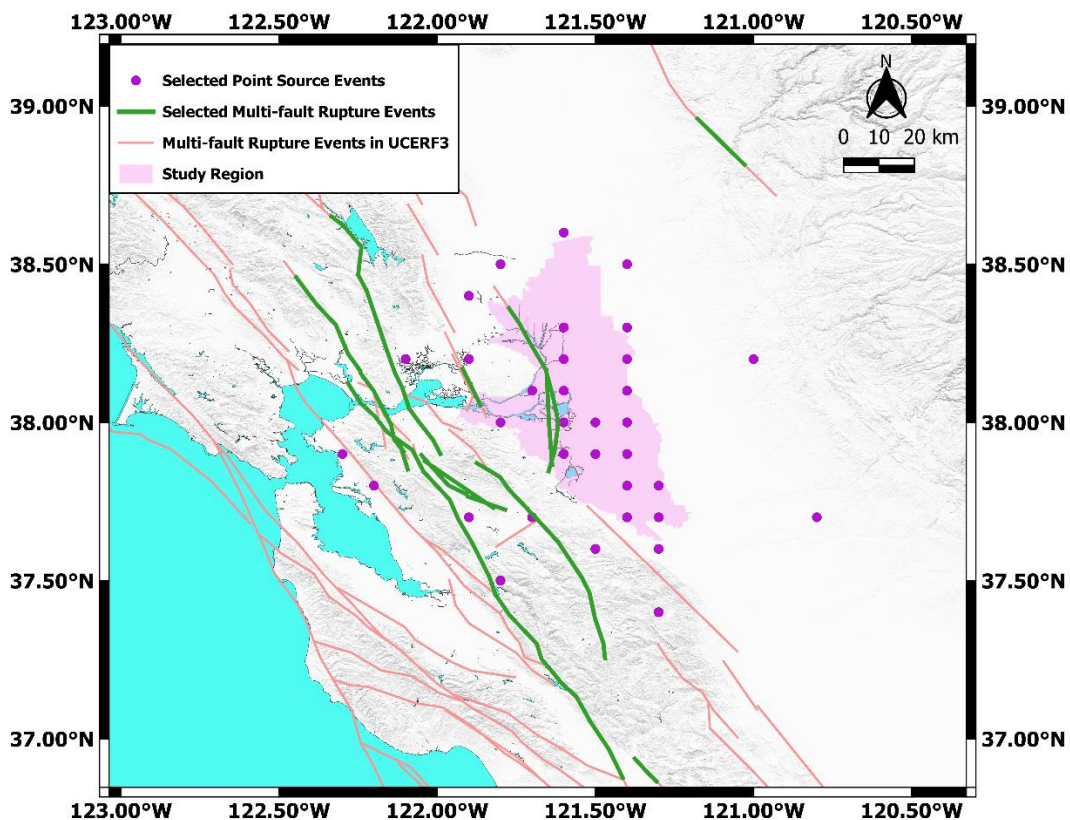 123.00°W 122.50°W 122.00°W 121.50°W 121.00°W 120.50°W
Selected Point Source Events
Selected Multi-fault Rupture Events
Multi-fault Rupture Events in UCERF3
Study Region
N
0 10 20 km
39.00°N 39.00°N
38.50°N 38.50°N
38.00°N 38.00°N
37.50°N 37.50°N
37.00°N 37.00°N
123.00°W 122.50°W 122.00°W 121.50°W 121.00°W 120.50°W